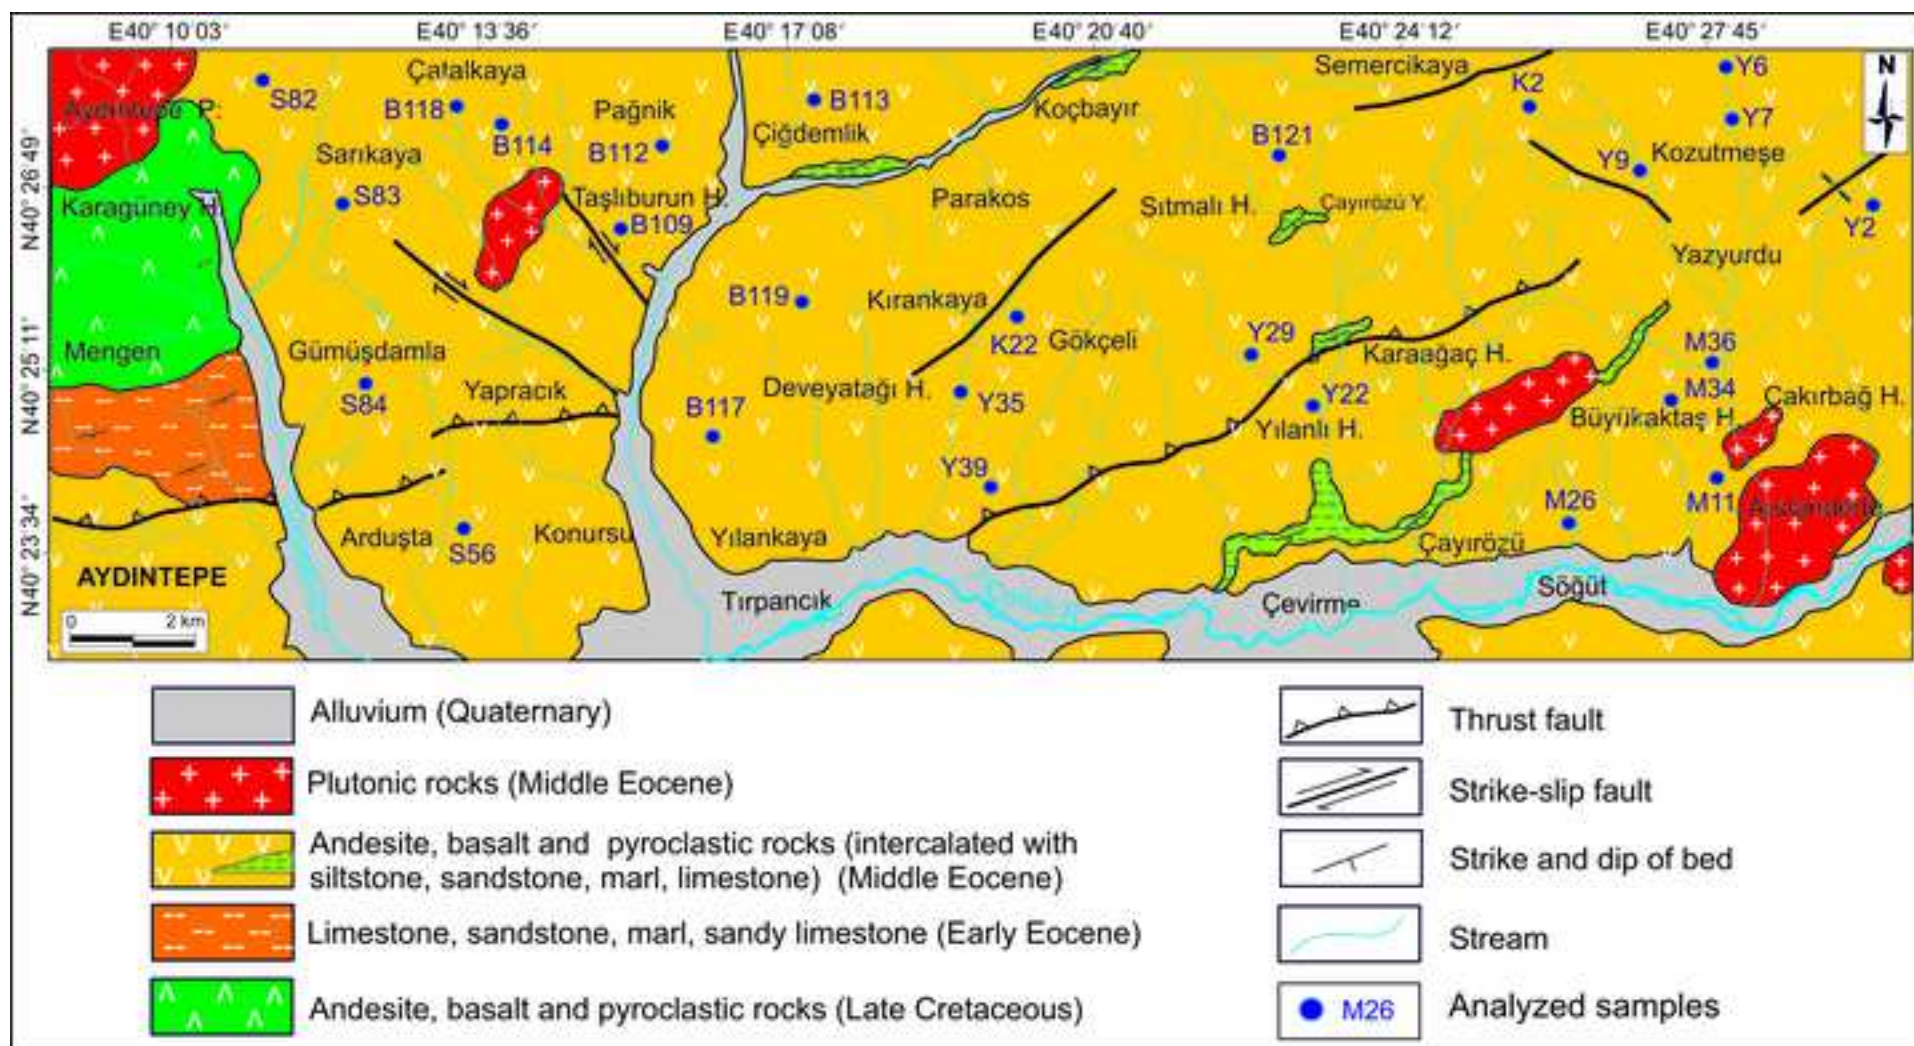 E40° 10 03´ E40° 13 36´ E40° 17 08´ E40° 20 40´ E40° 24 12´ E40° 27 45´
N40° 26´49´
N40° 25´11´
N40° 23´34´
N
Çatalkaya
Semercikaya
Y6
S82
B118
Pağnik
B113
Koçbayır
K2
Aydıntepe P.
B114
Çiğdemlik
B121
Y7
Sarıkaya
B112
Y9
Kozutmeşe
S83
Taşlıburun H.
Parakos
Sıtmalı H.
Çayırözü Y.
Karagüney H.
B109
Y2
Yazyurdu
B119
Kırankaya
Mengen
Gümüşdamla
K22
Gökçeli
Y29
Karaağaç H.
M36
Yapracık
Deveyatağı H.
S84
B117
Y35
Y22
M34
Çakırbağ H.
Yılanlı H.
Büyükaktaş H.
Y39
M26
M11
Arduşta
Konursu
Yılankaya
Çayırözü
S56
AYDINTEPE
Tırpancık
Çevirme
Söğüt
0 2 km
Alluvium (Quaternary)
Plutonic rocks (Middle Eocene)
Andesite, basalt and pyroclastic rocks (intercalated with
siltstone, sandstone, marl, limestone) (Middle Eocene)
Limestone, sandstone, marl, sandy limestone (Early Eocene)
Andesite, basalt and pyroclastic rocks (Late Cretaceous)
Thrust fault
Strike-slip fault
Strike and dip of bed
Stream
M26 Analyzed samples